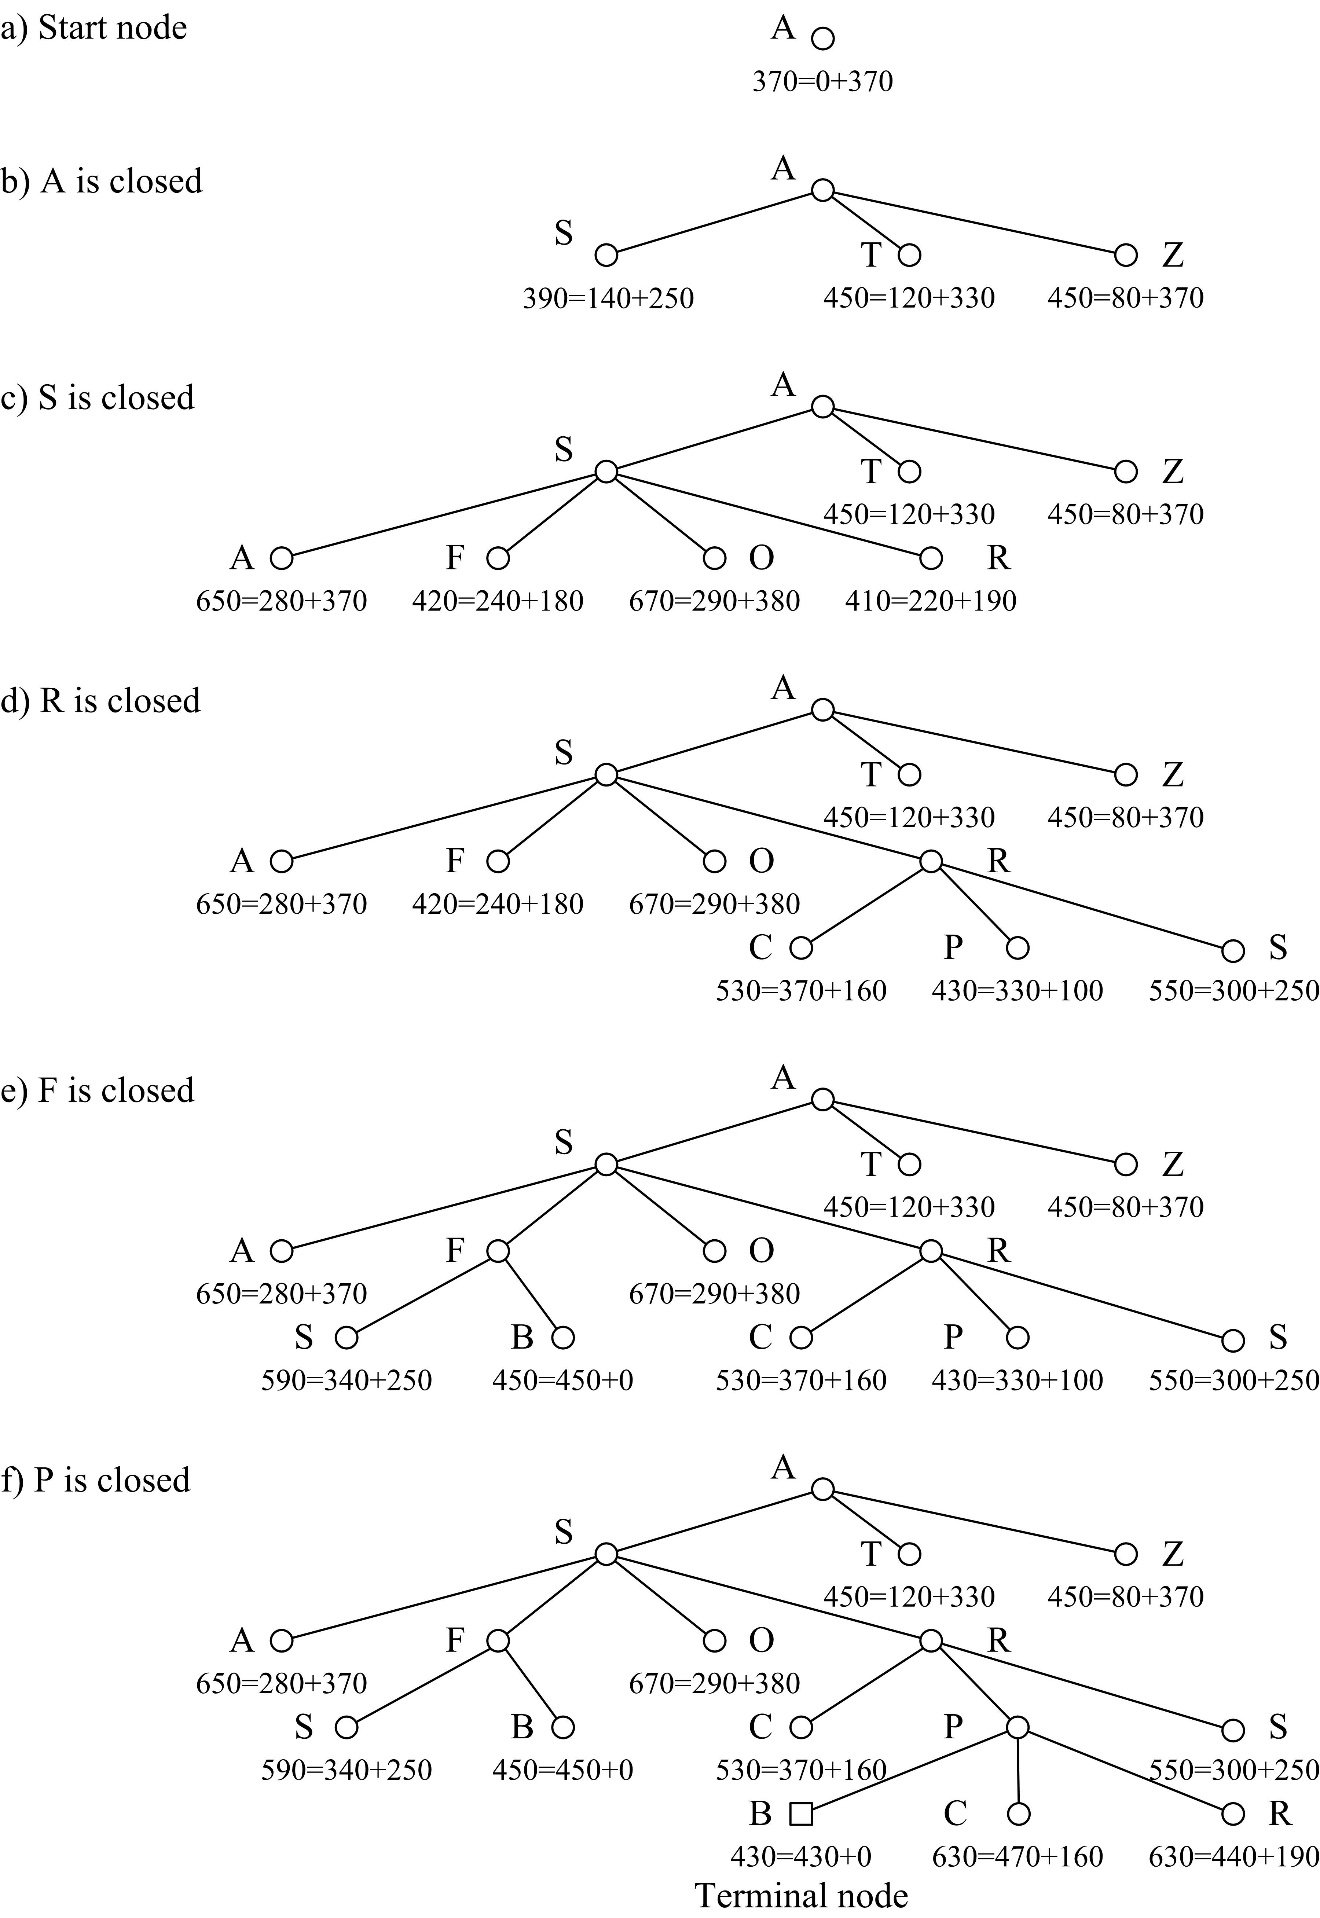 a) Start node
A
370=0+370
b) A is closed
A
S T Z
390=140+250 450=120+330 450=80+370
c) S is closed
A
S T Z
450=120+330 450=80+370
A F O R
650=280+370 420=240+180 670=290+380 410=220+190
d) R is closed
A
S T Z
450=120+330 450=80+370
A F O R
650=280+370 420=240+180 670=290+380
C P S
530=370+160 430=330+100 550=300+250
e) F is closed
A
S T Z
450=120+330 450=80+370
A F O R
650=280+370 670=290+380
S B C P S
590=340+250 450=450+0 530=370+160 430=330+100 550=300+250
f) P is closed
A
S T Z
450=120+330 450=80+370
A F O R
650=280+370 670=290+380
S B C P S
590=340+250 450=450+0 530=370+160 550=300+250
B C R
430=430+0 630=470+160 630=440+190
Terminal node